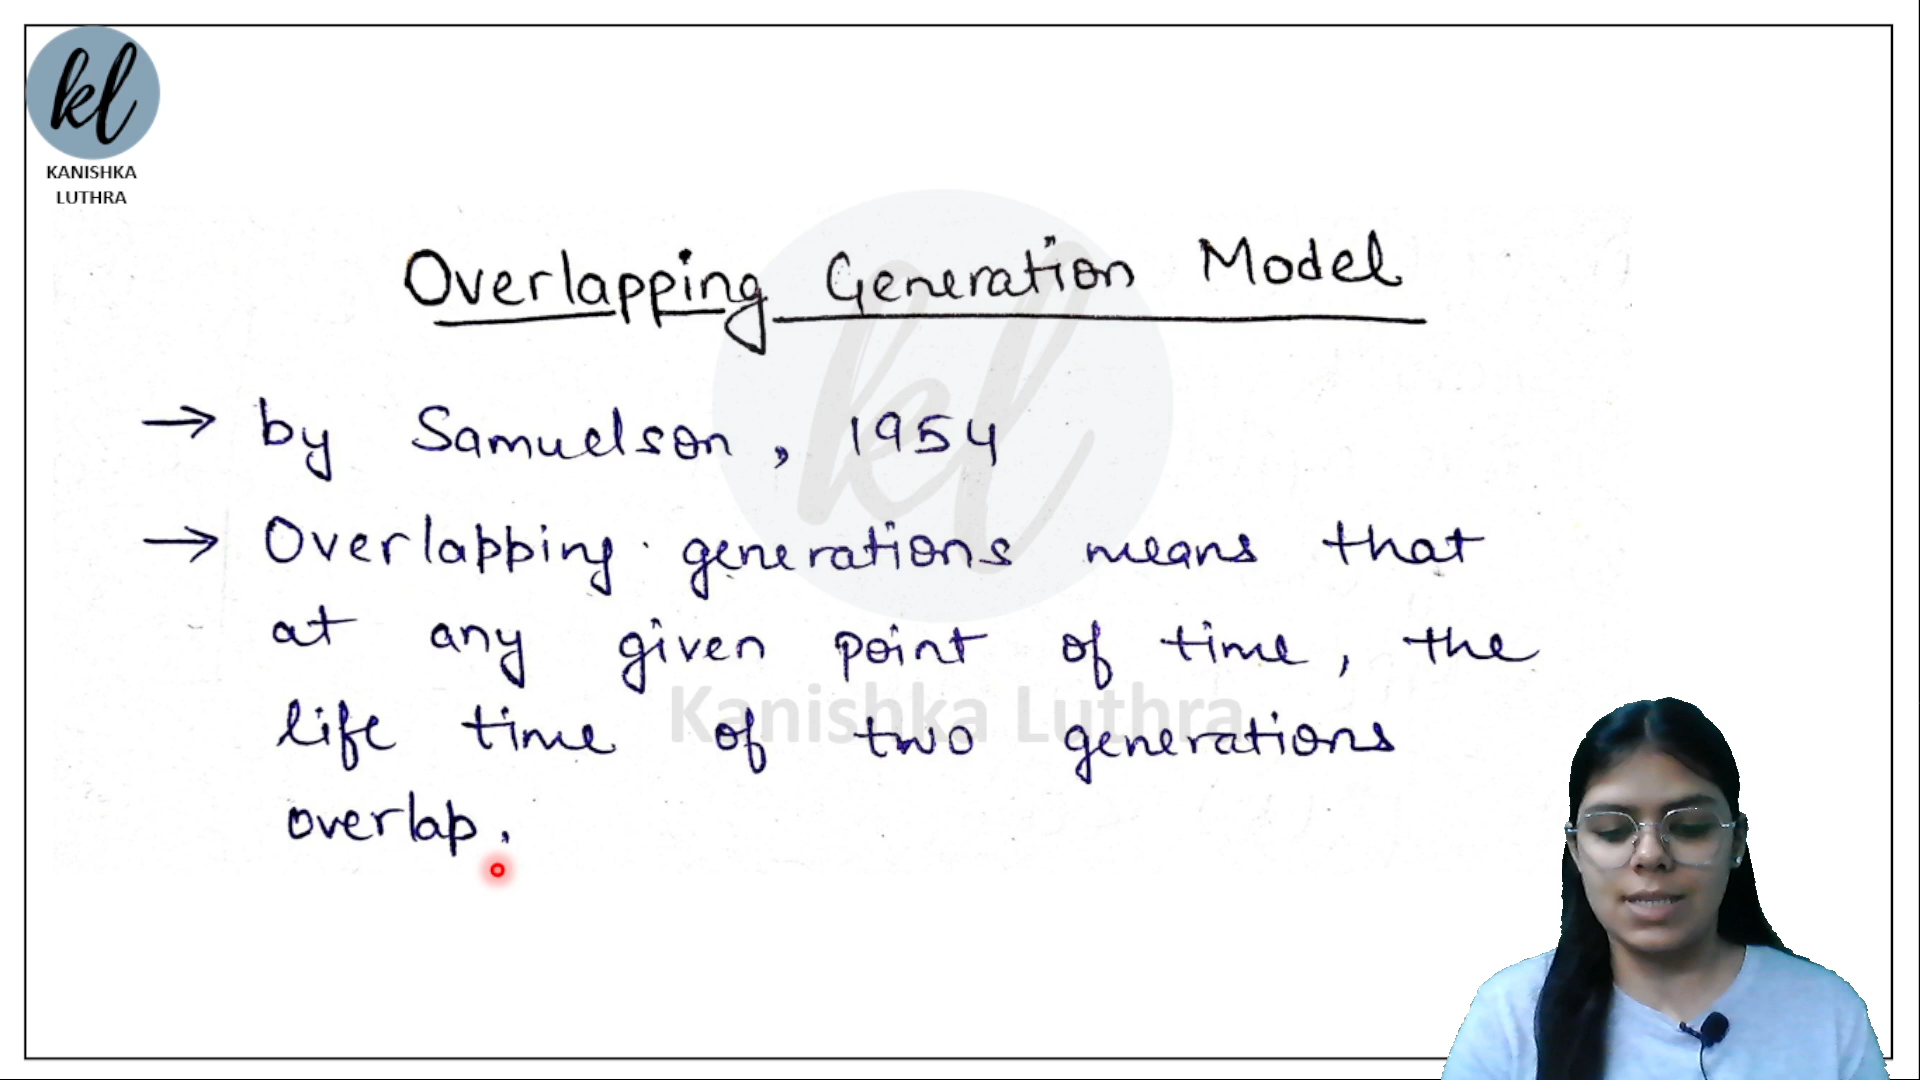 kl
KANISHKA
LUTHRA
Overlapping Generation Model
→ by Samuelson, 1954
→ Overlapping generations means that
at any given point of time, the
life time of two generations
overlap.
kl
Kanishka Luthra